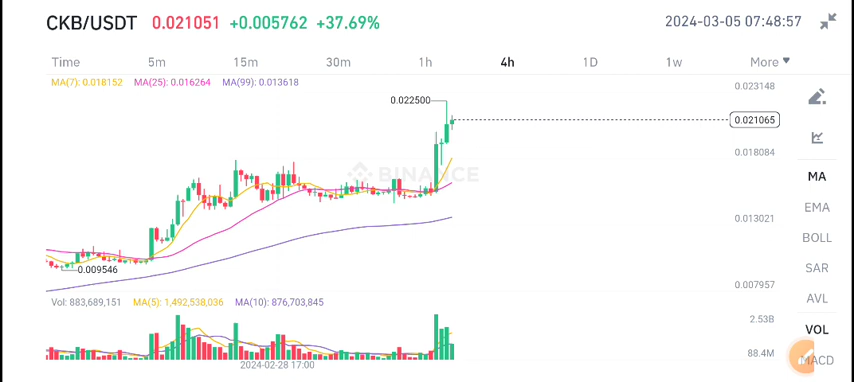 CKB/USDT 0.021051 +0.005762 +37.69% 2024-03-05 07:48:57
Time 5m 15m 30m 1h 4h 1D 1w More
MA(7): 0.018152 MA(25): 0.016264 MA(99): 0.013618
0.023148
0.022500
0.021065
0.018084
BINANCE
MA
EMA
0.013021
BOLL
0.009546
SAR
0.007957
Vol: 883,689,151 MA(5): 1,492,538,036 MA(10): 876,703,845
AVL
2.53B
VOL
88.4M
MACD
2024-02-28 17:00